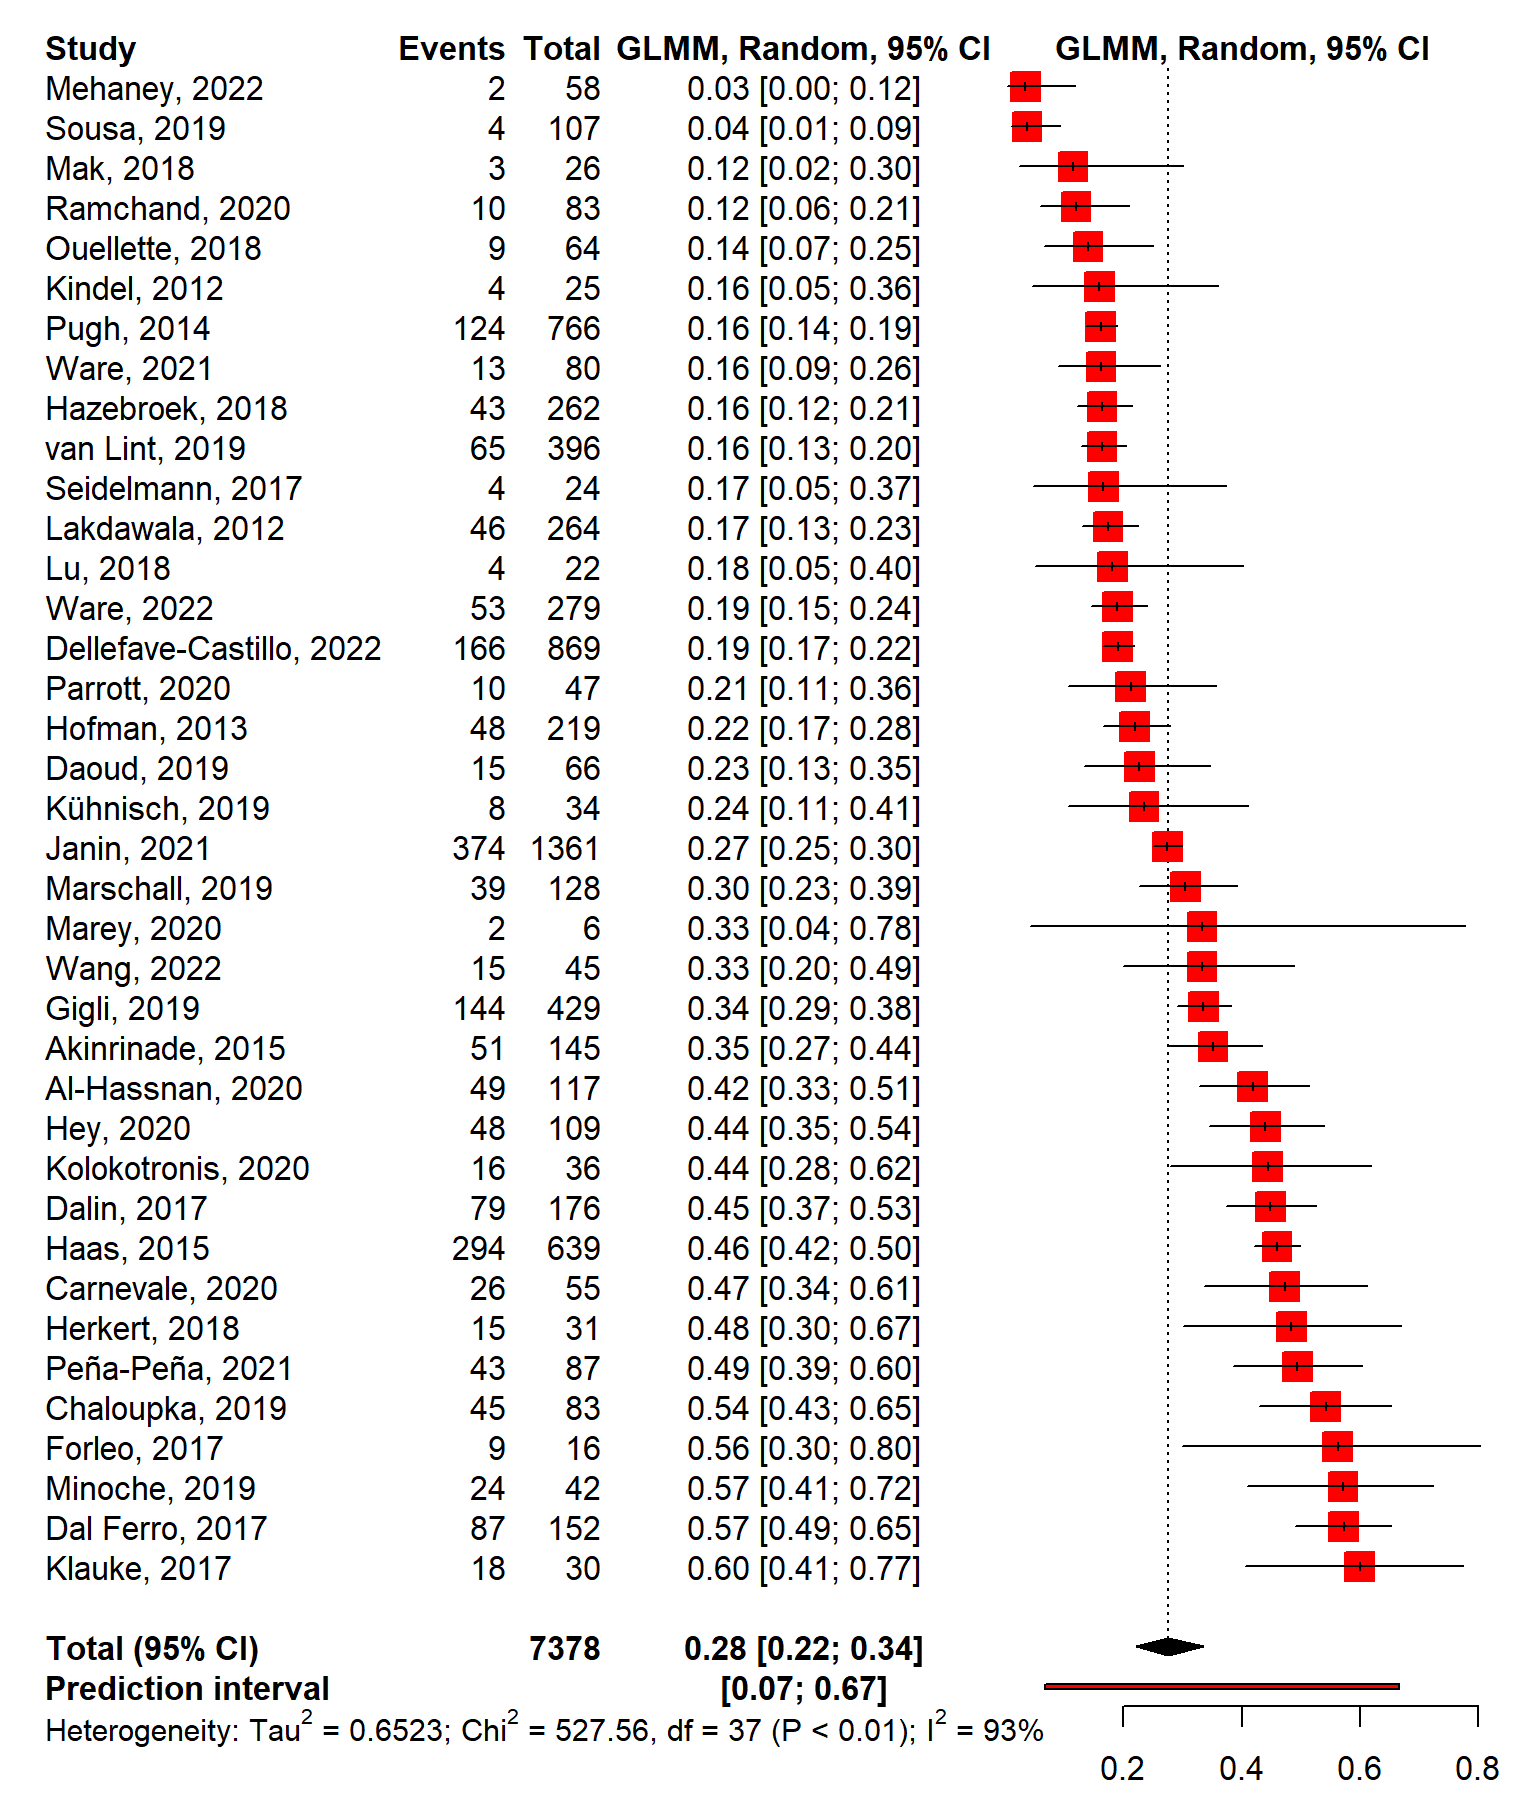 Study Events Total GLMM, Random, 95% CI GLMM, Random, 95% CI
Mehaney, 2022 2 58 0.03 [0.00; 0.12]
Sousa, 2019 4 107 0.04 [0.01; 0.09]
Mak, 2018 3 26 0.12 [0.02; 0.30]
Ramchand, 2020 10 83 0.12 [0.06; 0.21]
Ouellette, 2018 9 64 0.14 [0.07; 0.25]
Kindel, 2012 4 25 0.16 [0.05; 0.36]
Pugh, 2014 124 766 0.16 [0.14; 0.19]
Ware, 2021 13 80 0.16 [0.09; 0.26]
Hazebroek, 2018 43 262 0.16 [0.12; 0.21]
van Lint, 2019 65 396 0.16 [0.13; 0.20]
Seidelmann, 2017 4 24 0.17 [0.05; 0.37]
Lakdawala, 2012 46 264 0.17 [0.13; 0.23]
Lu, 2018 4 22 0.18 [0.05; 0.40]
Ware, 2022 53 279 0.19 [0.15; 0.24]
Dellefave-Castillo, 2022 166 869 0.19 [0.17; 0.22]
Parrott, 2020 10 47 0.21 [0.11; 0.36]
Hofman, 2013 48 219 0.22 [0.17; 0.28]
Daoud, 2019 15 66 0.23 [0.13; 0.35]
Kühnisch, 2019 8 34 0.24 [0.11; 0.41]
Janin, 2021 374 1361 0.27 [0.25; 0.30]
Marschall, 2019 39 128 0.30 [0.23; 0.39]
Marey, 2020 2 6 0.33 [0.04; 0.78]
Wang, 2022 15 45 0.33 [0.20; 0.49]
Gigli, 2019 144 429 0.34 [0.29; 0.38]
Akinrinade, 2015 51 145 0.35 [0.27; 0.44]
Al-Hassnan, 2020 49 117 0.42 [0.33; 0.51]
Hey, 2020 48 109 0.44 [0.35; 0.54]
Kolokotronis, 2020 16 36 0.44 [0.28; 0.62]
Dalin, 2017 79 176 0.45 [0.37; 0.53]
Haas, 2015 294 639 0.46 [0.42; 0.50]
Carnevale, 2020 26 55 0.47 [0.34; 0.61]
Herkert, 2018 15 31 0.48 [0.30; 0.67]
Peña-Peña, 2021 43 87 0.49 [0.39; 0.60]
Chaloupka, 2019 45 83 0.54 [0.43; 0.65]
Forleo, 2017 9 16 0.56 [0.30; 0.80]
Minoche, 2019 24 42 0.57 [0.41; 0.72]
Dal Ferro, 2017 87 152 0.57 [0.49; 0.65]
Klauke, 2017 18 30 0.60 [0.41; 0.77]
Total (95% CI) 7378 0.28 [0.22; 0.34]
Prediction interval [0.07; 0.67]
Heterogeneity: Tau² = 0.6523; Chi² = 527.56, df = 37 (P < 0.01); I² = 93%
0.2 0.4 0.6 0.8